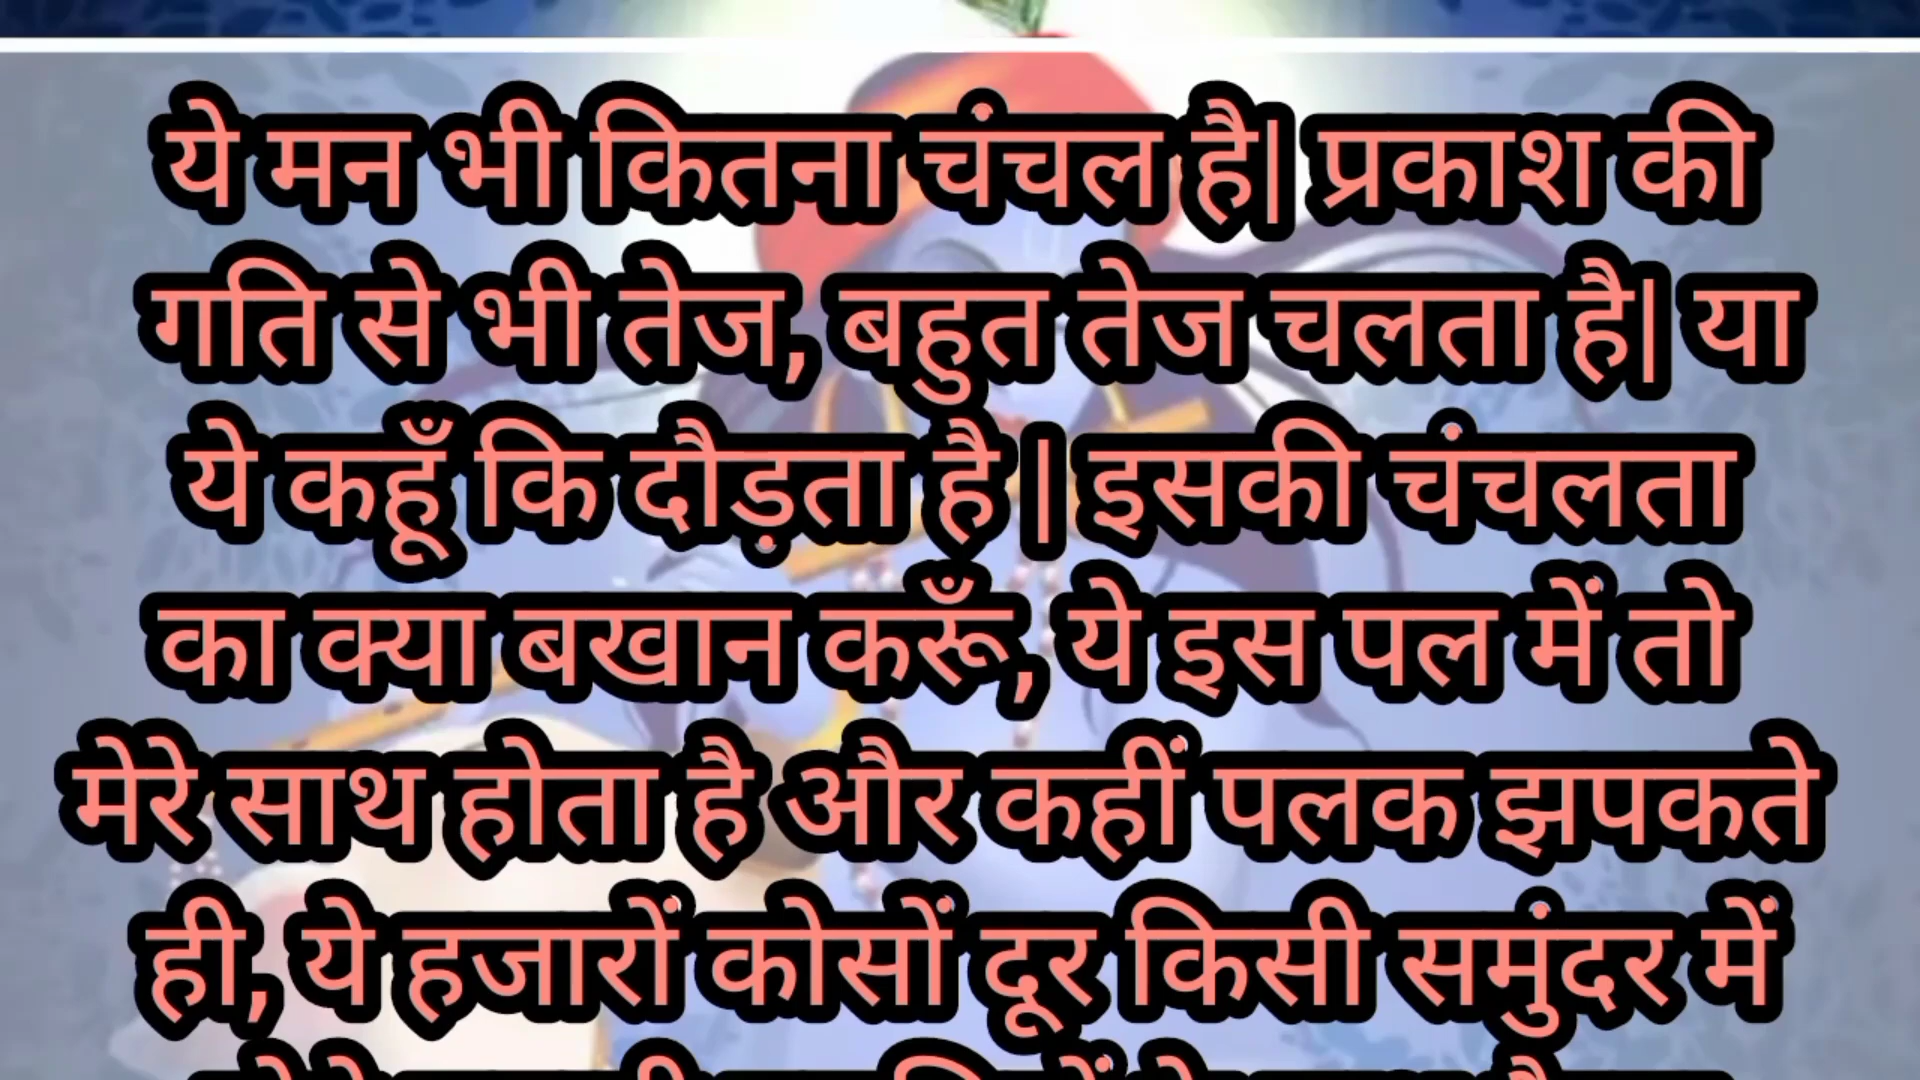 ये मन भी कितना चंचल है| प्रकाश की
गति से भी तेज, बहुत तेज चलता है| या
ये कहूँ कि दौड़ता है | इसकी चंचलता
का क्या बखान करूँ, ये इस पल में तो
मेरे साथ होता है और कहीं पलक झपकते
ही, ये हजारों कोसों दूर किसी समुंदर में